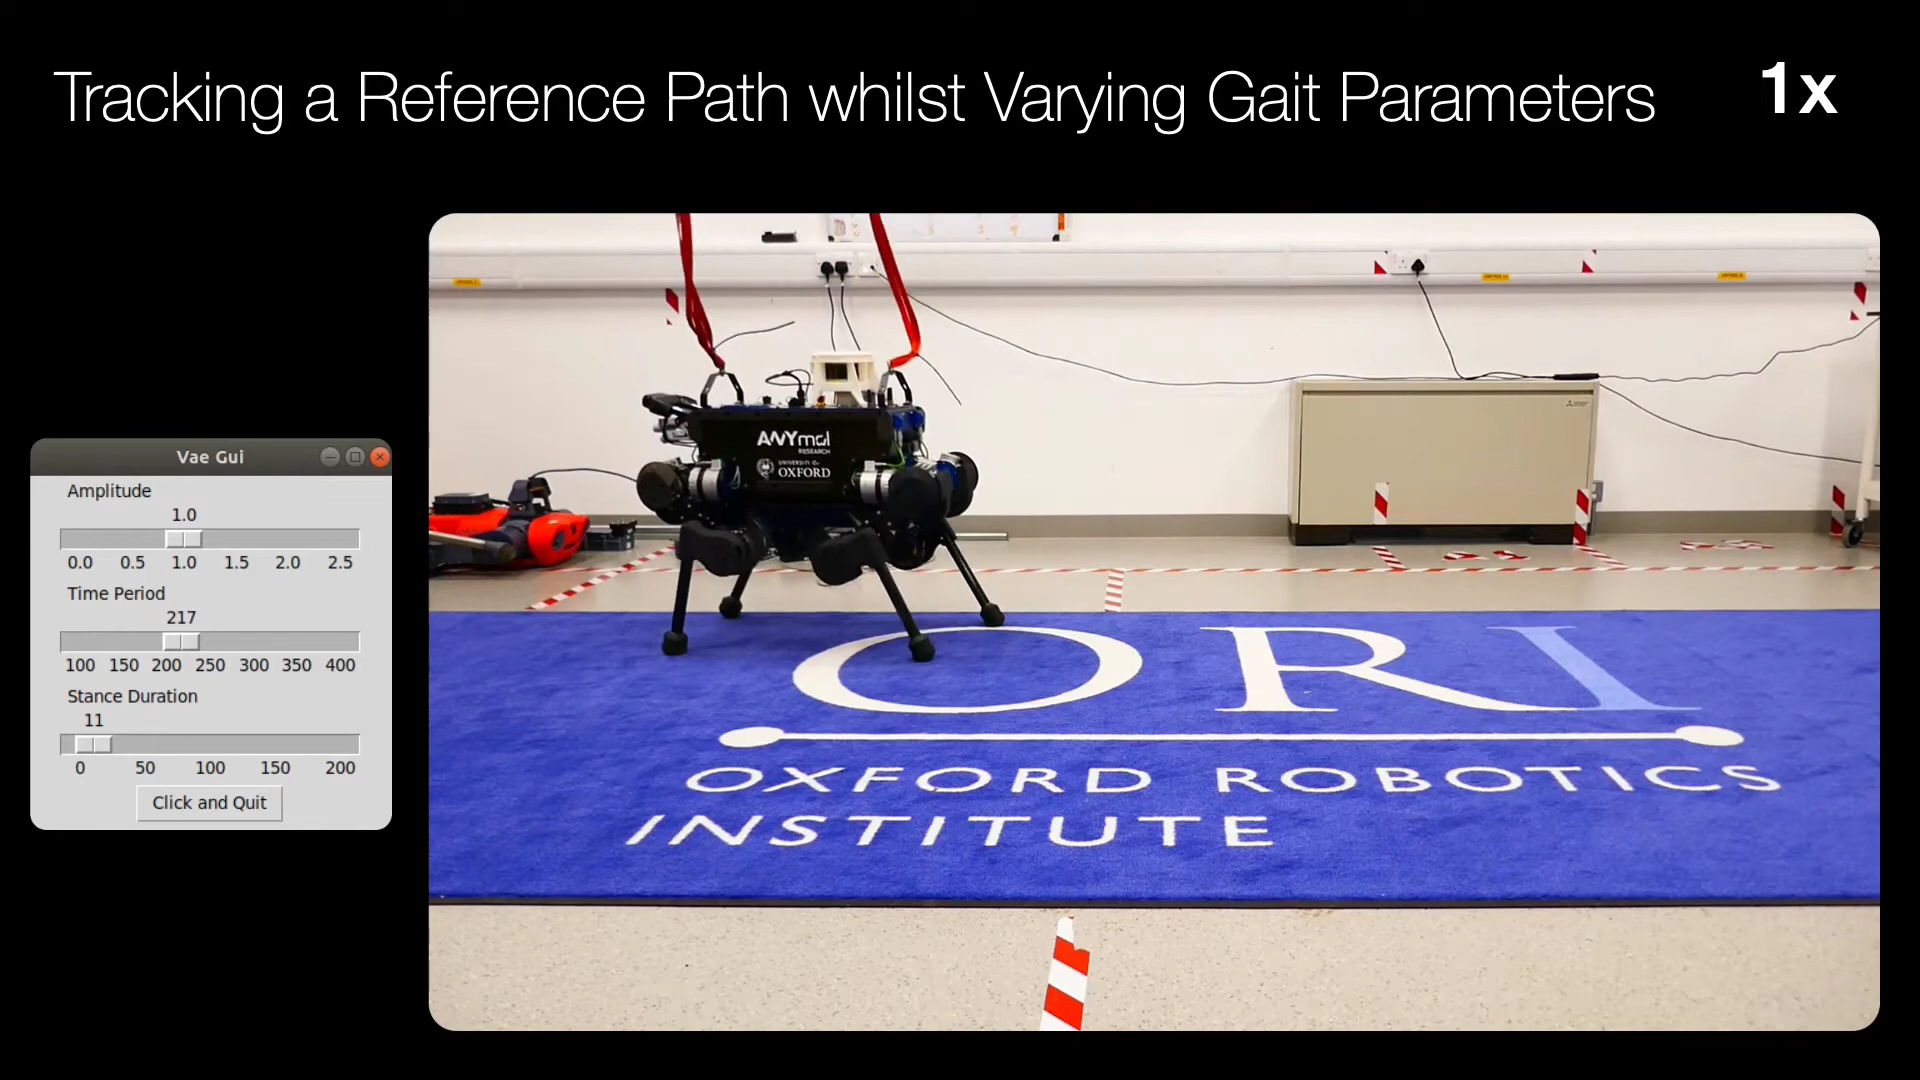 Tracking a Reference Path whilst Varying Gait Parameters
1x
Vae Gui
Amplitude
1.0
0.0 0.5 1.0 1.5 2.0 2.5
Time Period
217
100 150 200 250 300 350 400
Stance Duration
11
0 50 100 150 200
Click and Quit
ANYmal
RESEARCH
UNIVERSITY OF
OXFORD
ORI
OXFORD ROBOTICS
INSTITUTE